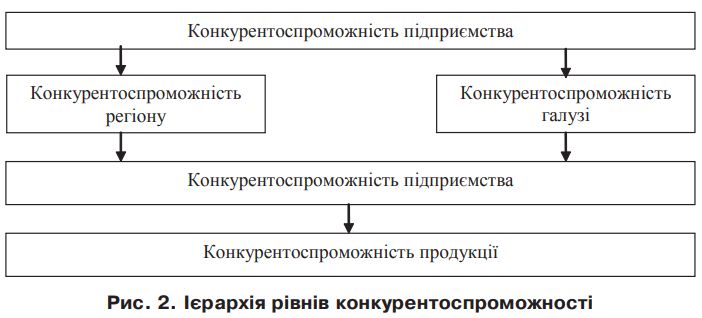 Конкурентоспроможність підприємства
Конкурентоспроможність
регіону
Конкурентоспроможність
галузі
Конкурентоспроможність підприємства
Конкурентоспроможність продукції
Рис. 2. Ієрархія рівнів конкурентоспроможності